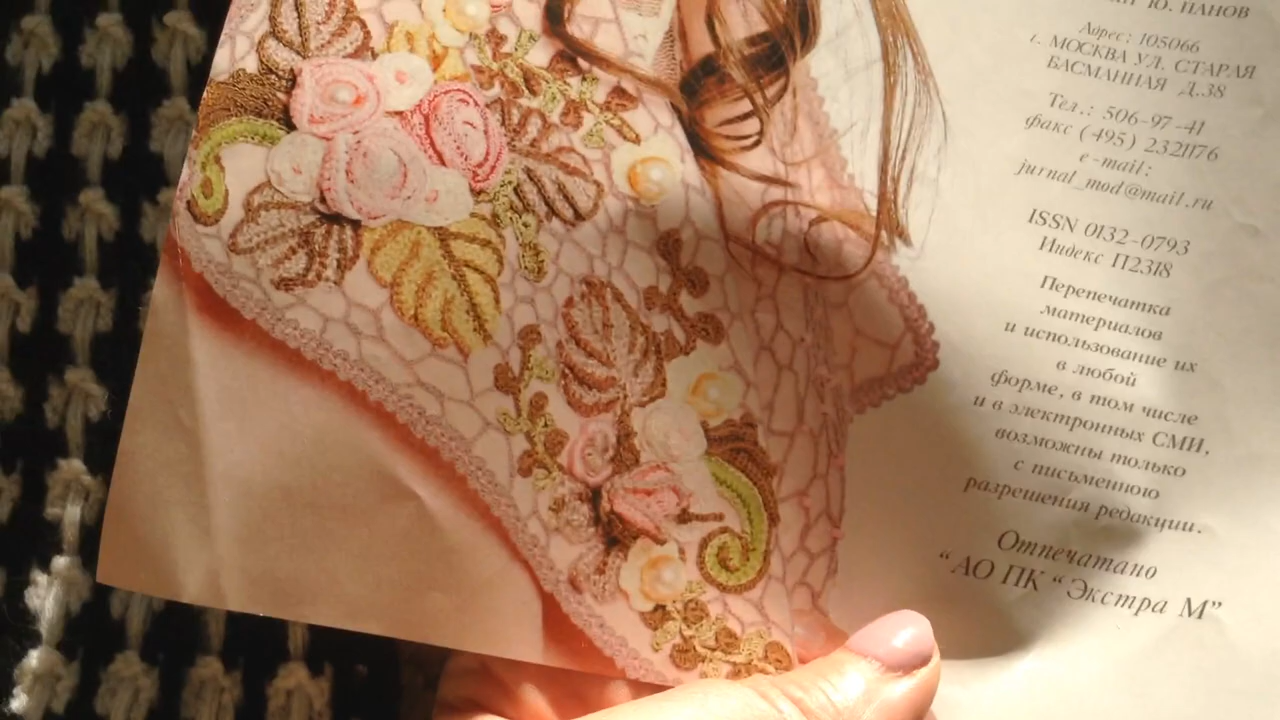 Ю. ПАНОВ
Адрес: 105066
г. МОСКВА УЛ. СТАРАЯ
БАСМАННАЯ Д.38
Тел.: 506-97-41
факс (495) 2321176
e-mail:
jurnal_mod@mail.ru
ISSN 0132-0793
Индекс П2318
Перепечатка
материалов
и использование их
в любой
форме, в том числе
и в электронных СМИ,
возможны только
с письменного
разрешения редакции.
Отпечатано
“АО ПК “Экстра М”